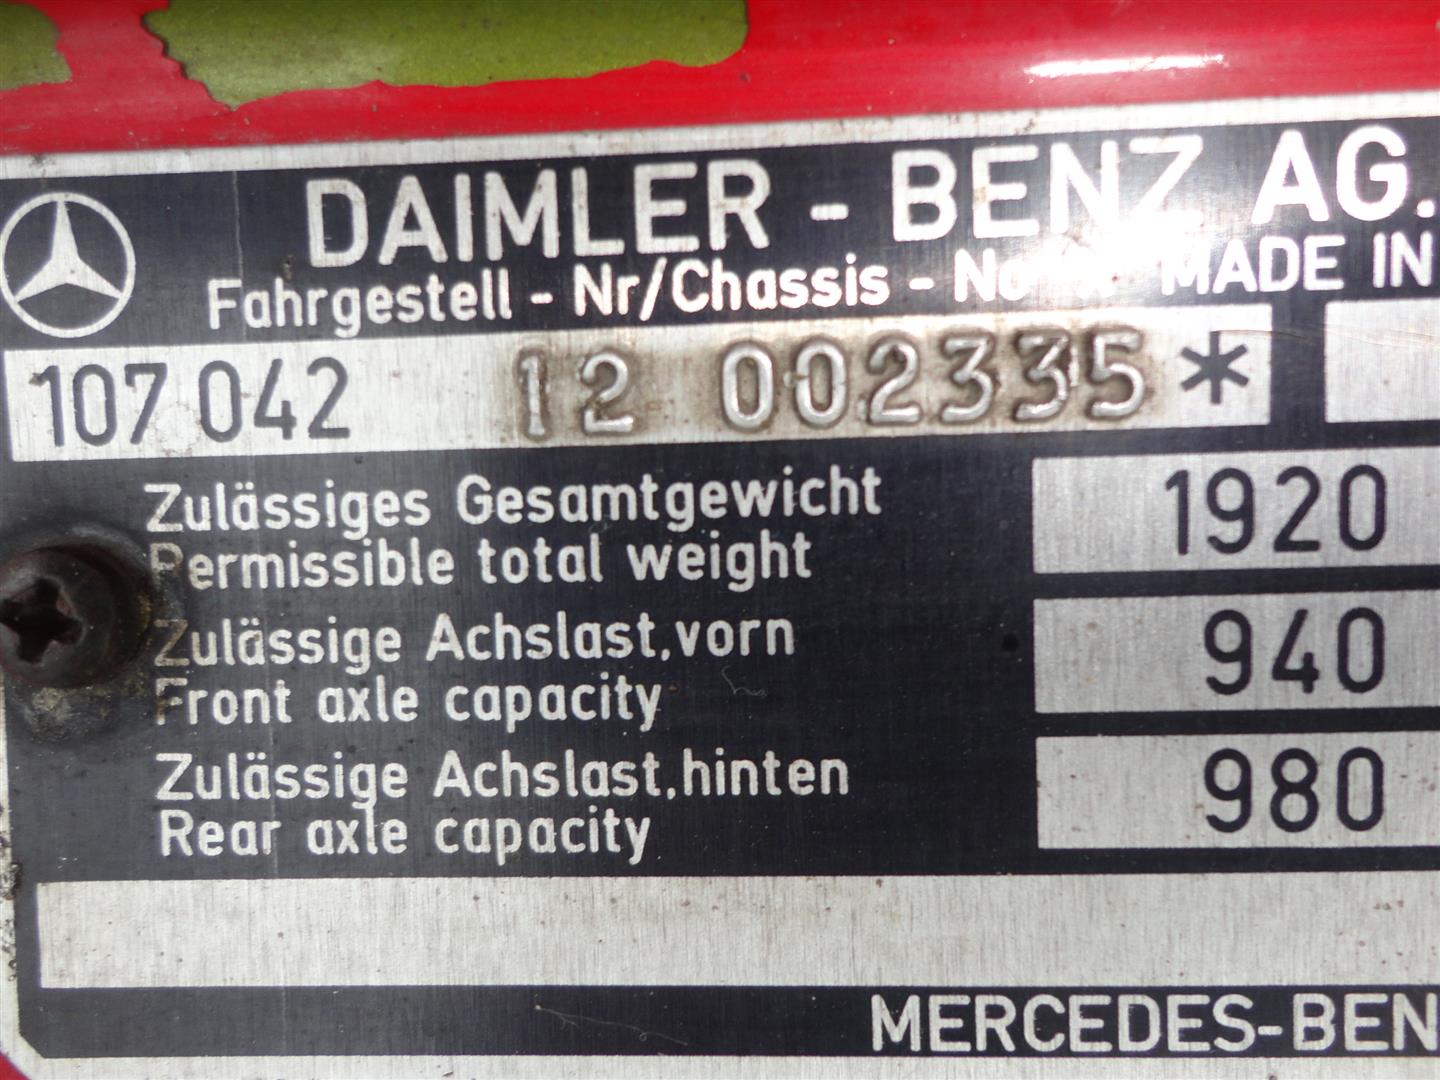 DAIMLER - BENZ AG.
Fahrgestell - Nr/Chassis - No MADE IN
107 042 12 002335 *
Zulässiges Gesamtgewicht 1920
Permissible total weight
Zulässige Achslast,vorn 940
Front axle capacity
Zulässige Achslast,hinten 980
Rear axle capacity
MERCEDES-BEN